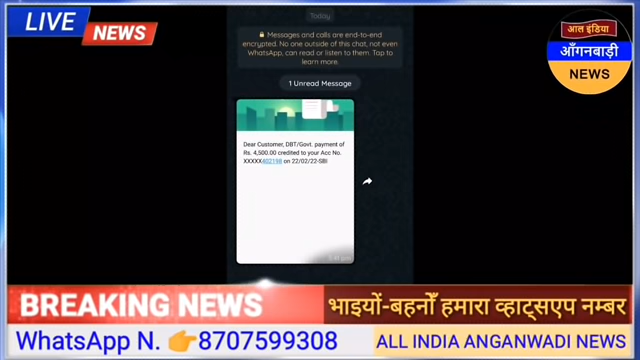 LIVE
NEWS
आल इंडिया
आँगनबाड़ी
NEWS
Today
Messages and calls are end-to-end
encrypted. No one outside of this chat, not even
WhatsApp, can read or listen to them. Tap to
learn more.
1 Unread Message
Dear Customer, DBT/Govt. payment of
Rs. 4,500.00 credited to your Acc No.
XXXXX402198 on 22/02/22-SBI
BREAKING NEWS
भाइयों-बहनोँ हमारा व्हाट्सएप नम्बर
WhatsApp N. 👉8707599308
ALL INDIA ANGANWADI NEWS